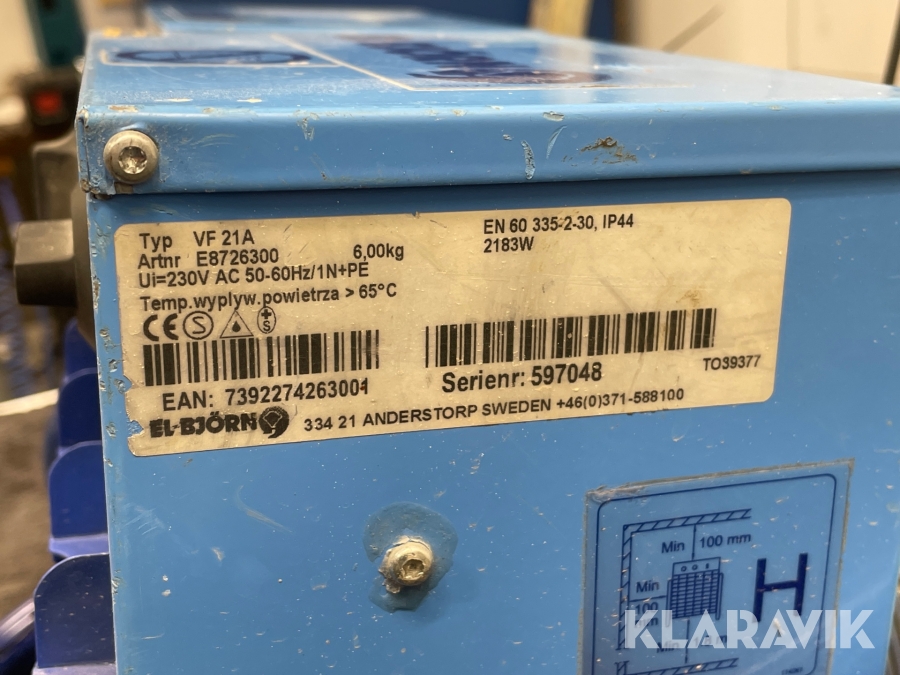 Typ VF 21A
Artnr E8726300 6,00kg
Ui=230V AC 50-60Hz/1N+PE
Temp.wyplyw.powietrza > 65°C
EN 60 335-2-30, IP44
2183W
CE S S
EAN: 7392274263001
Serienr: 597048
TO39377
EL-BJÖRN
334 21 ANDERSTORP SWEDEN +46(0)371-588100
Min 100 mm
Min
100
H
KLARAVIK